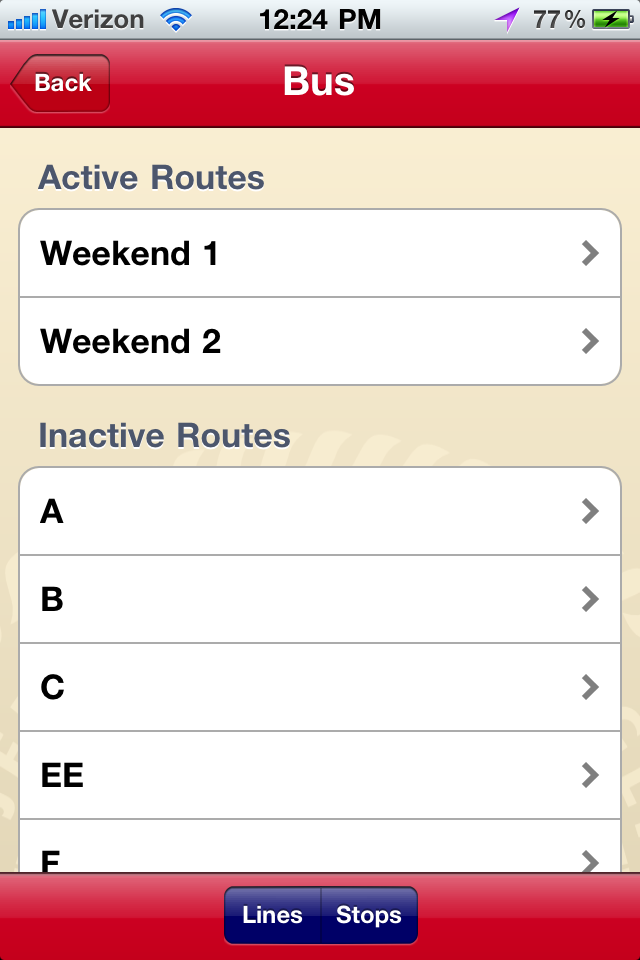 Verizon 12:24 PM 77%
Back Bus
Active Routes
Weekend 1
Weekend 2
Inactive Routes
A
B
C
EE
Lines Stops